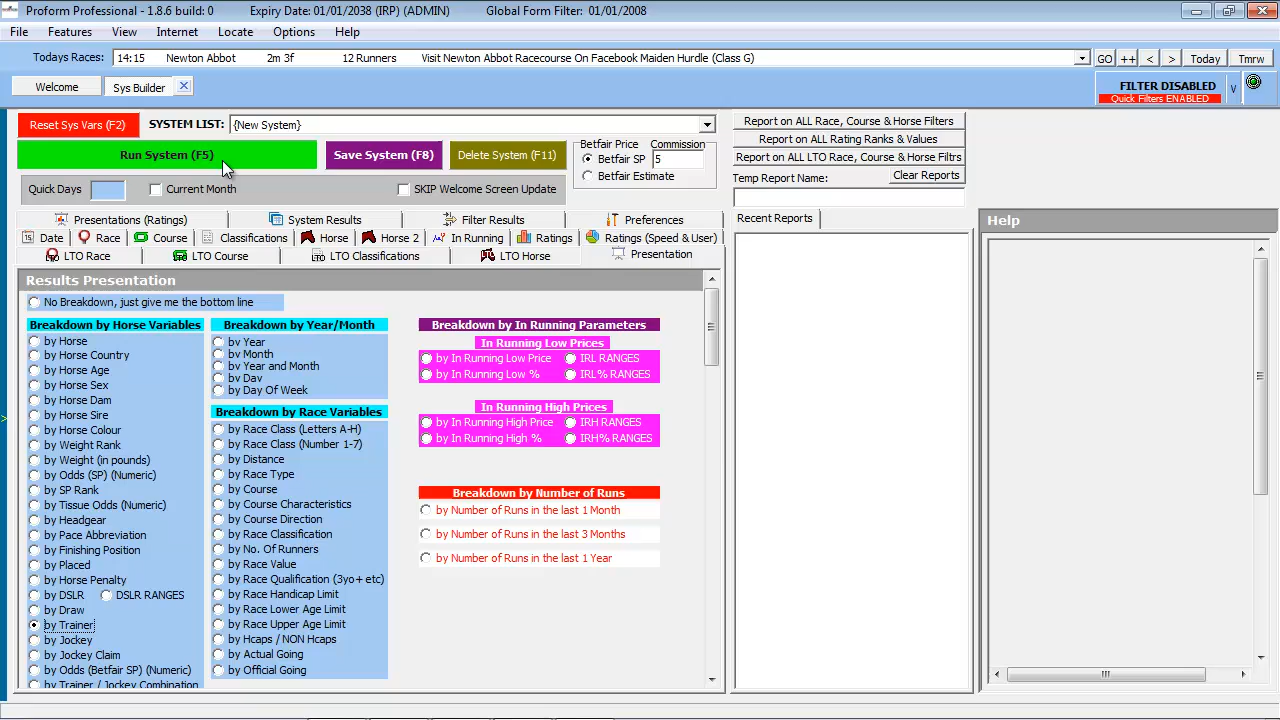 Proform Professional - 1.8.6 build: 0 Expiry Date: 01/01/2038 (IRP) (ADMIN) Global Form Filter: 01/01/2008
File Features View Internet Locate Options Help
Todays Races: 14:15 Newton Abbot 2m 3f 12 Runners Visit Newton Abbot Racecourse On Facebook Maiden Hurdle (Class G) GO ++ < > Today Tmrw
Welcome Sys Builder FILTER DISABLED V
Quick Filters ENABLED
Reset Sys Vars (F2) SYSTEM LIST: {New System}
Run System (F5) Save System (F8) Delete System (F11)
Betfair Price Commission
Betfair SP 5
Betfair Estimate
Quick Days Current Month SKIP Welcome Screen Update
Report on ALL Race, Course & Horse Filters
Report on ALL Rating Ranks & Values
Report on ALL LTO Race, Course & Horse Filtrs
Temp Report Name: Clear Reports
Presentations (Ratings) System Results Filter Results Preferences
Date Race Course Classifications Horse Horse 2 In Running Ratings Ratings (Speed & User)
LTO Race LTO Course LTO Classifications LTO Horse Presentation
Recent Reports
Help
Results Presentation
No Breakdown, just give me the bottom line
Breakdown by Horse Variables
by Horse
by Horse Country
by Horse Age
by Horse Sex
by Horse Dam
by Horse Sire
by Horse Colour
by Weight Rank
by Weight (in pounds)
by Odds (SP) (Numeric)
by SP Rank
by Tissue Odds (Numeric)
by Headgear
by Pace Abbreviation
by Finishing Position
by Placed
by Horse Penalty
by DSLR DSLR RANGES
by Draw
by Trainer
by Jockey
by Jockey Claim
by Odds (Betfair SP) (Numeric)
by Trainer / Jockey Combination
Breakdown by Year/Month
by Year
by Month
by Year and Month
by Day
by Day Of Week
Breakdown by Race Variables
by Race Class (Letters A-H)
by Race Class (Number 1-7)
by Distance
by Race Type
by Course
by Course Characteristics
by Course Direction
by Race Classification
by No. Of Runners
by Race Value
by Race Qualification (3yo+ etc)
by Race Handicap Limit
by Race Lower Age Limit
by Race Upper Age Limit
by Hcaps / NON Hcaps
by Actual Going
by Official Going
Breakdown by In Running Parameters
In Running Low Prices
by In Running Low Price IRL RANGES
by In Running Low % IRL% RANGES
In Running High Prices
by In Running High Price IRH RANGES
by In Running High % IRH% RANGES
Breakdown by Number of Runs
by Number of Runs in the last 1 Month
by Number of Runs in the last 3 Months
by Number of Runs in the last 1 Year